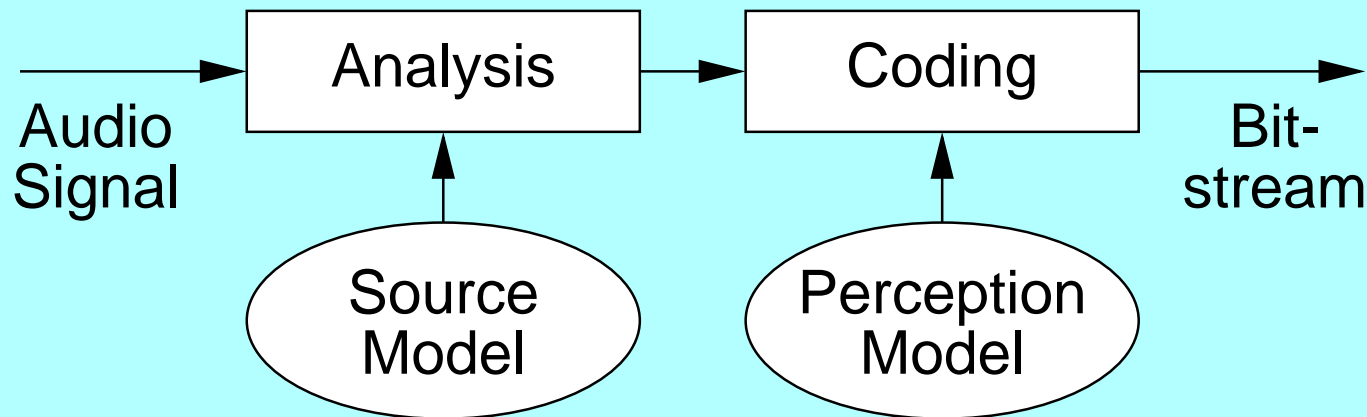 Analysis
Coding
Audio
Signal
Bit-
stream
Source
Model
Perception
Model